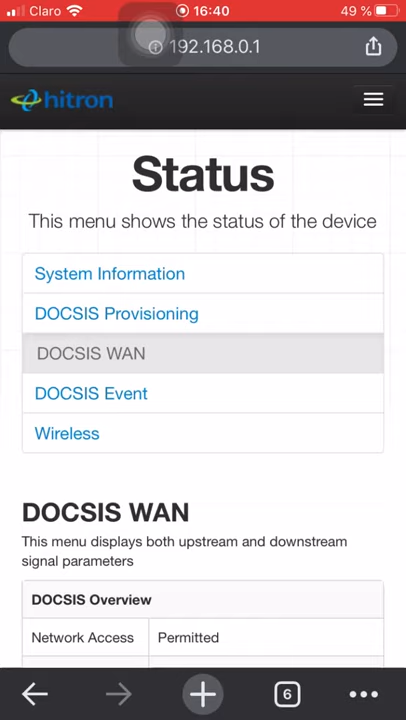 Claro 16:40 49 %
192.168.0.1
hitron
Status
This menu shows the status of the device
System Information
DOCSIS Provisioning
DOCSIS WAN
DOCSIS Event
Wireless
DOCSIS WAN
This menu displays both upstream and downstream
signal parameters
DOCSIS Overview
Network Access Permitted
6